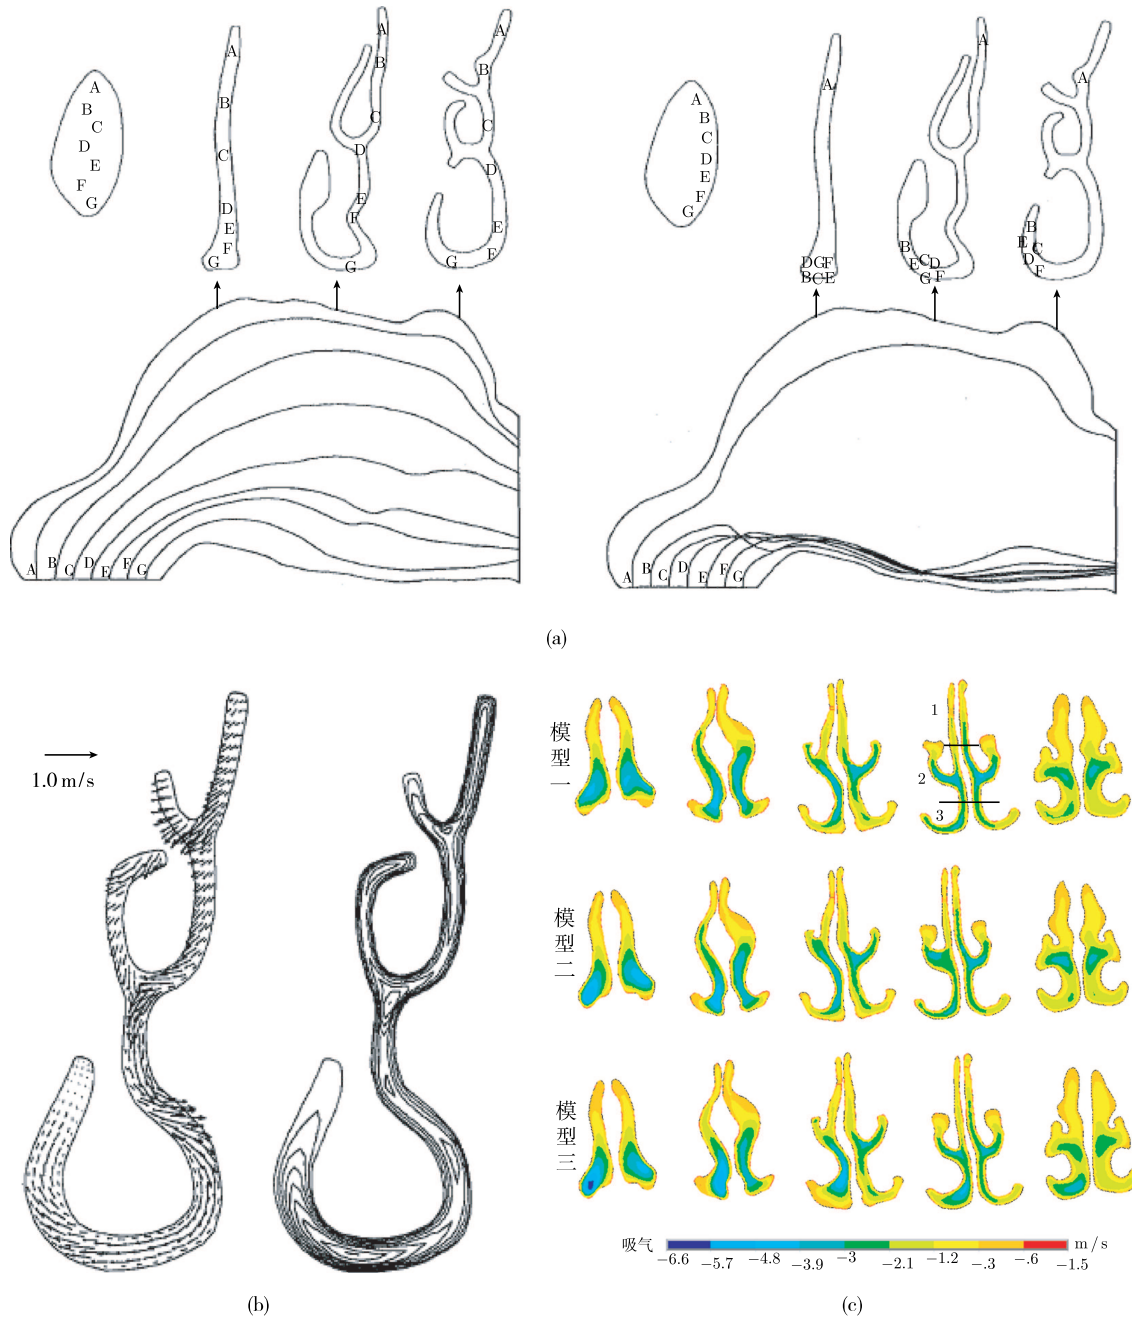 A
B
C
D
E
F
G
A
B
C
D
E
F
G
A
B
C
D
E
F
G
A
B
C
D
E
F
G
A
B
C
D
E
F
G
A
B
C
D
E
F
G
A
DGF
BCE
A
B
E
C
D
G
F
A
B
E
C
D
F
A
B
C
D
E
F
G
(a)
1.0 m/s
(b)
模型一
1
2
3
模型二
模型三
吸气
−6.6 −5.7 −4.8 −3.9 −3 −2.1 −1.2 −.3 −.6 −1.5
m / s
(c)